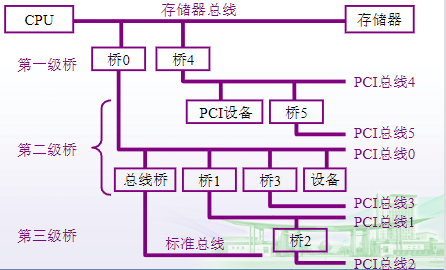 存储器总线
CPU
存储器
第一级桥
桥0
桥4
PCI总线4
PCI设备
桥5
PCI总线5
第二级桥
PCI总线0
总线桥
桥1
桥3
设备
PCI总线3
PCI总线1
第三级桥
标准总线
桥2
PCI总线2